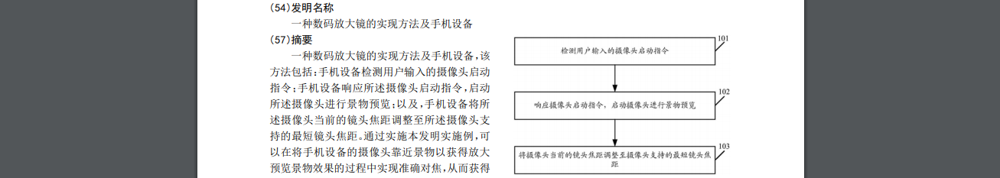 (54)发明名称
一种数码放大镜的实现方法及手机设备
(57)摘要
一种数码放大镜的实现方法及手机设备,该
方法包括:手机设备检测用户输入的摄像头启动
指令;手机设备响应所述摄像头启动指令,启动
所述摄像头进行景物预览;以及,手机设备将所
述摄像头当前的镜头焦距调整至所述摄像头支
持的最短镜头焦距。通过实施本发明实施例,可
以在将手机设备的摄像头靠近景物以获得放大
预览景物效果的过程中实现准确对焦,从而获得
101
检测用户输入的摄像头启动指令
102
响应摄像头启动指令,启动摄像头进行景物预览
103
将摄像头当前的镜头焦距调整至摄像头支持的最短镜头焦
距